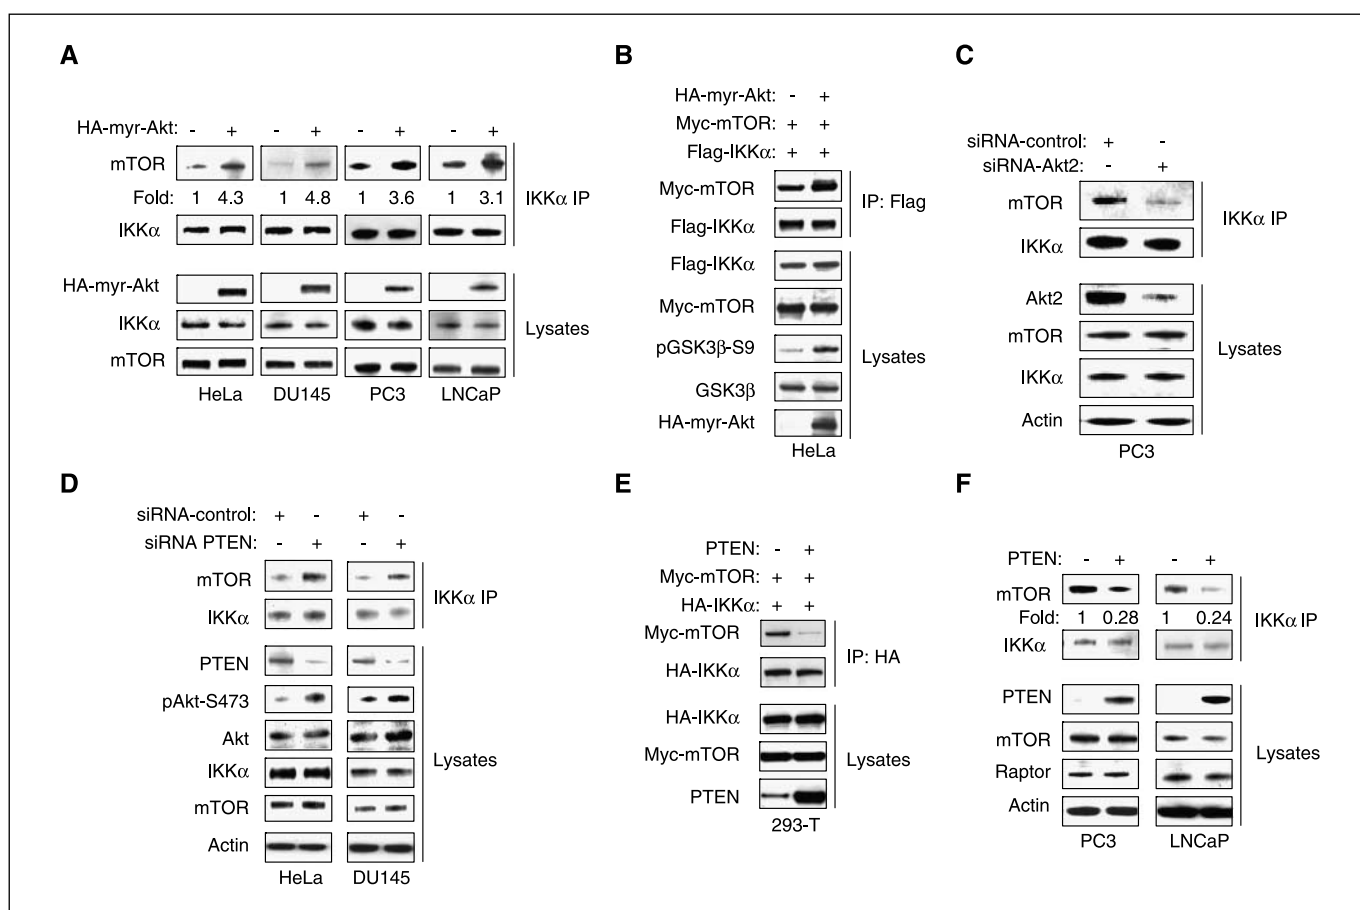 A
HA-myr-Akt: - + - + - + - +
mTOR
Fold: 1 4.3 1 4.8 1 3.6 1 3.1
IKKα
IKKα IP
HA-myr-Akt
IKKα
mTOR
Lysates
HeLa DU145 PC3 LNCaP
B
HA-myr-Akt: - +
Myc-mTOR: + +
Flag-IKKα: + +
Myc-mTOR
Flag-IKKα
IP: Flag
Flag-IKKα
Myc-mTOR
pGSK3β-S9
GSK3β
HA-myr-Akt
Lysates
HeLa
C
siRNA-control: + -
siRNA-Akt2: - +
mTOR
IKKα
IKKα IP
Akt2
mTOR
IKKα
Actin
Lysates
PC3
D
siRNA-control: + - + -
siRNA PTEN: - + - +
mTOR
IKKα
IKKα IP
PTEN
pAkt-S473
Akt
IKKα
mTOR
Actin
Lysates
HeLa DU145
E
PTEN: - +
Myc-mTOR: + +
HA-IKKα: + +
Myc-mTOR
HA-IKKα
IP: HA
HA-IKKα
Myc-mTOR
PTEN
Lysates
293-T
F
PTEN: - + - +
mTOR
Fold: 1 0.28 1 0.24
IKKα
IKKα IP
PTEN
mTOR
Raptor
Actin
Lysates
PC3 LNCaP